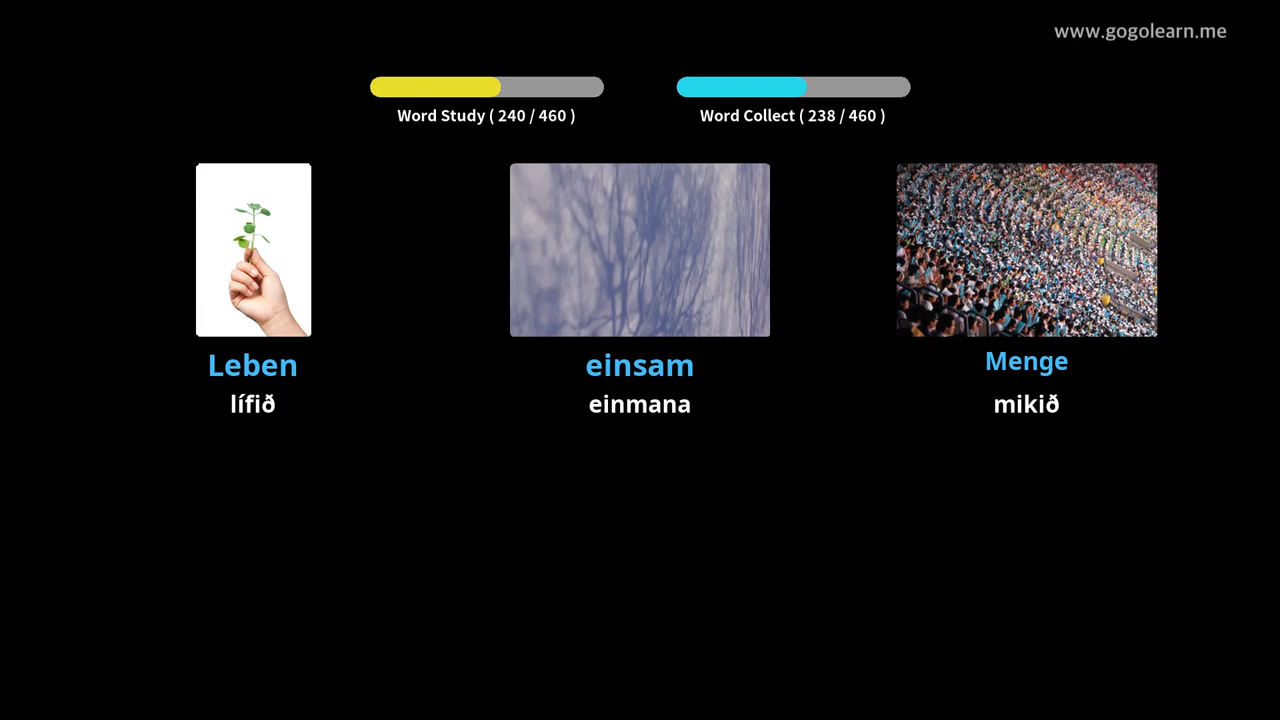 www.gogolearn.me
Word Study ( 240 / 460 )
Word Collect ( 238 / 460 )
Leben
einsam
Menge
lífið
einmana
mikið